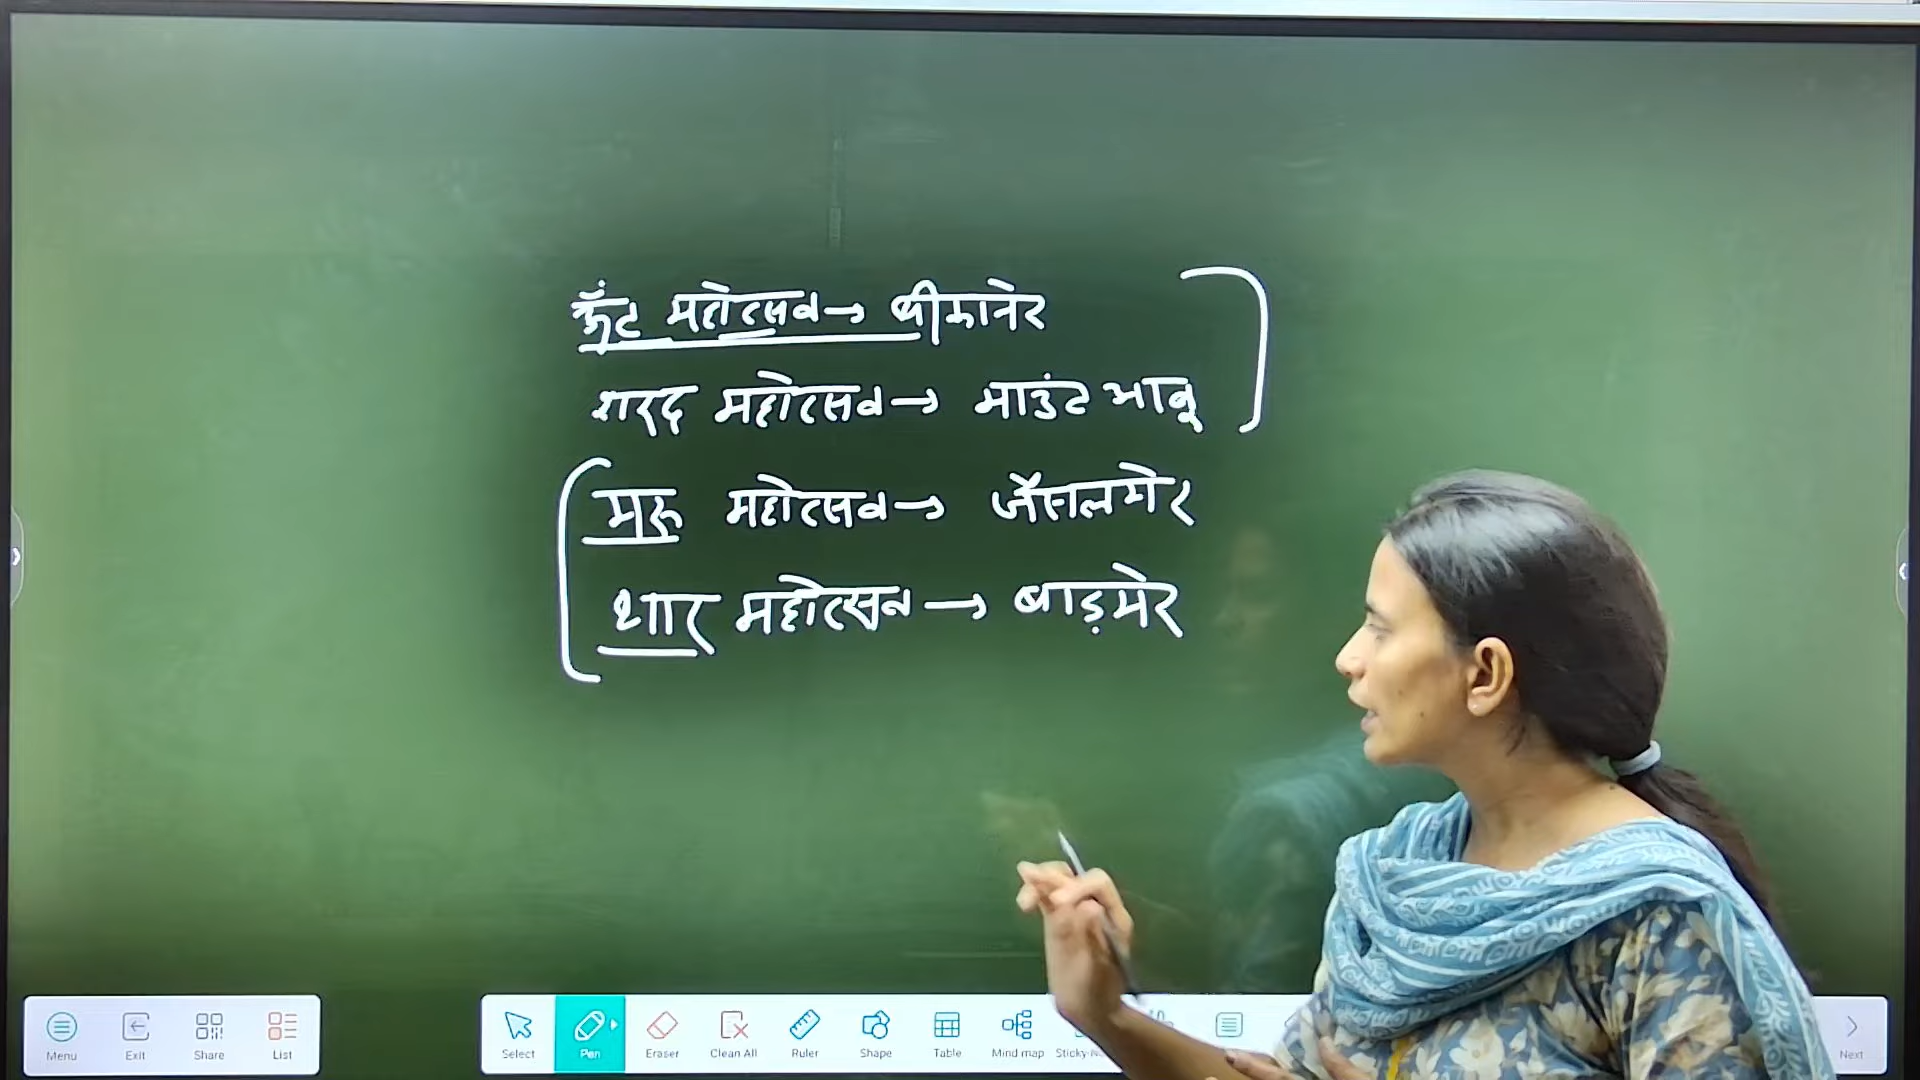 ऊँट महोत्सव → बीकानेर
शरद महोत्सव → माउंट आबू
मरू महोत्सव → जैसलमेर
थार महोत्सव → बाड़मेर
Menu Exit Share List Select Pen Eraser Clean All Ruler Shape Table Mind map Next